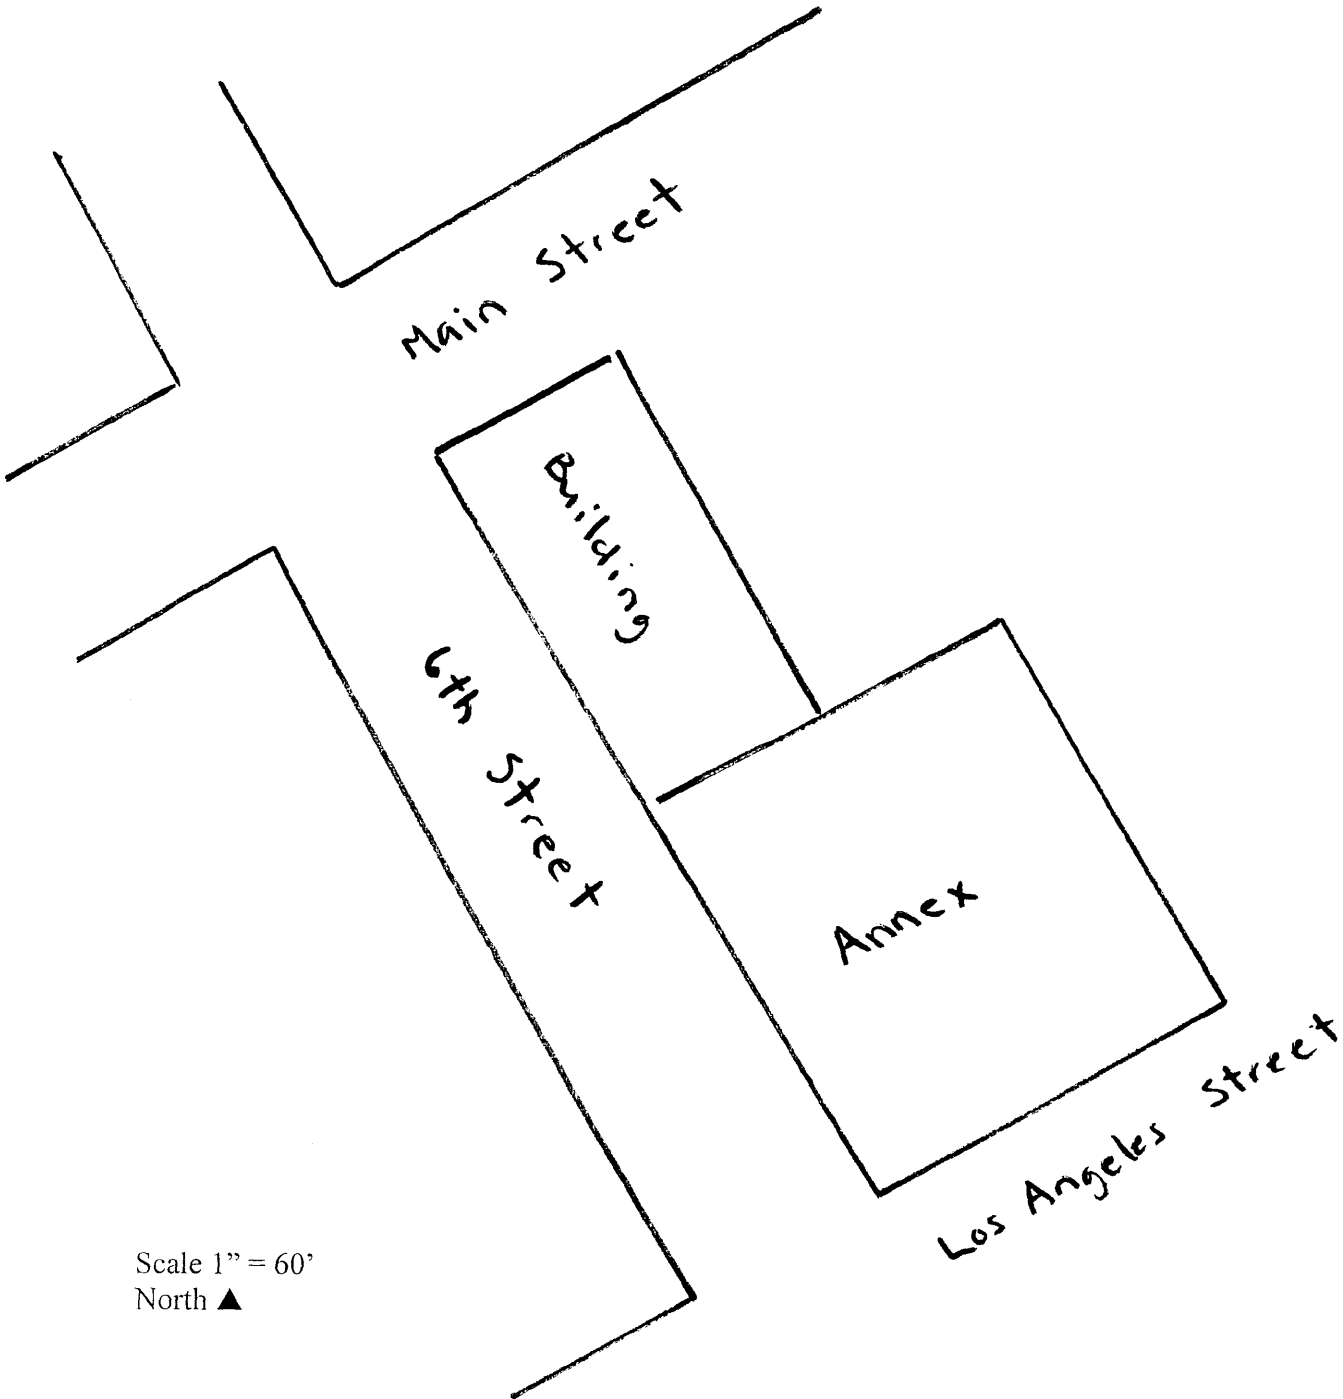 Main Street
Building
6th Street
Annex
Los Angeles Street
Scale 1” = 60’
North ▲